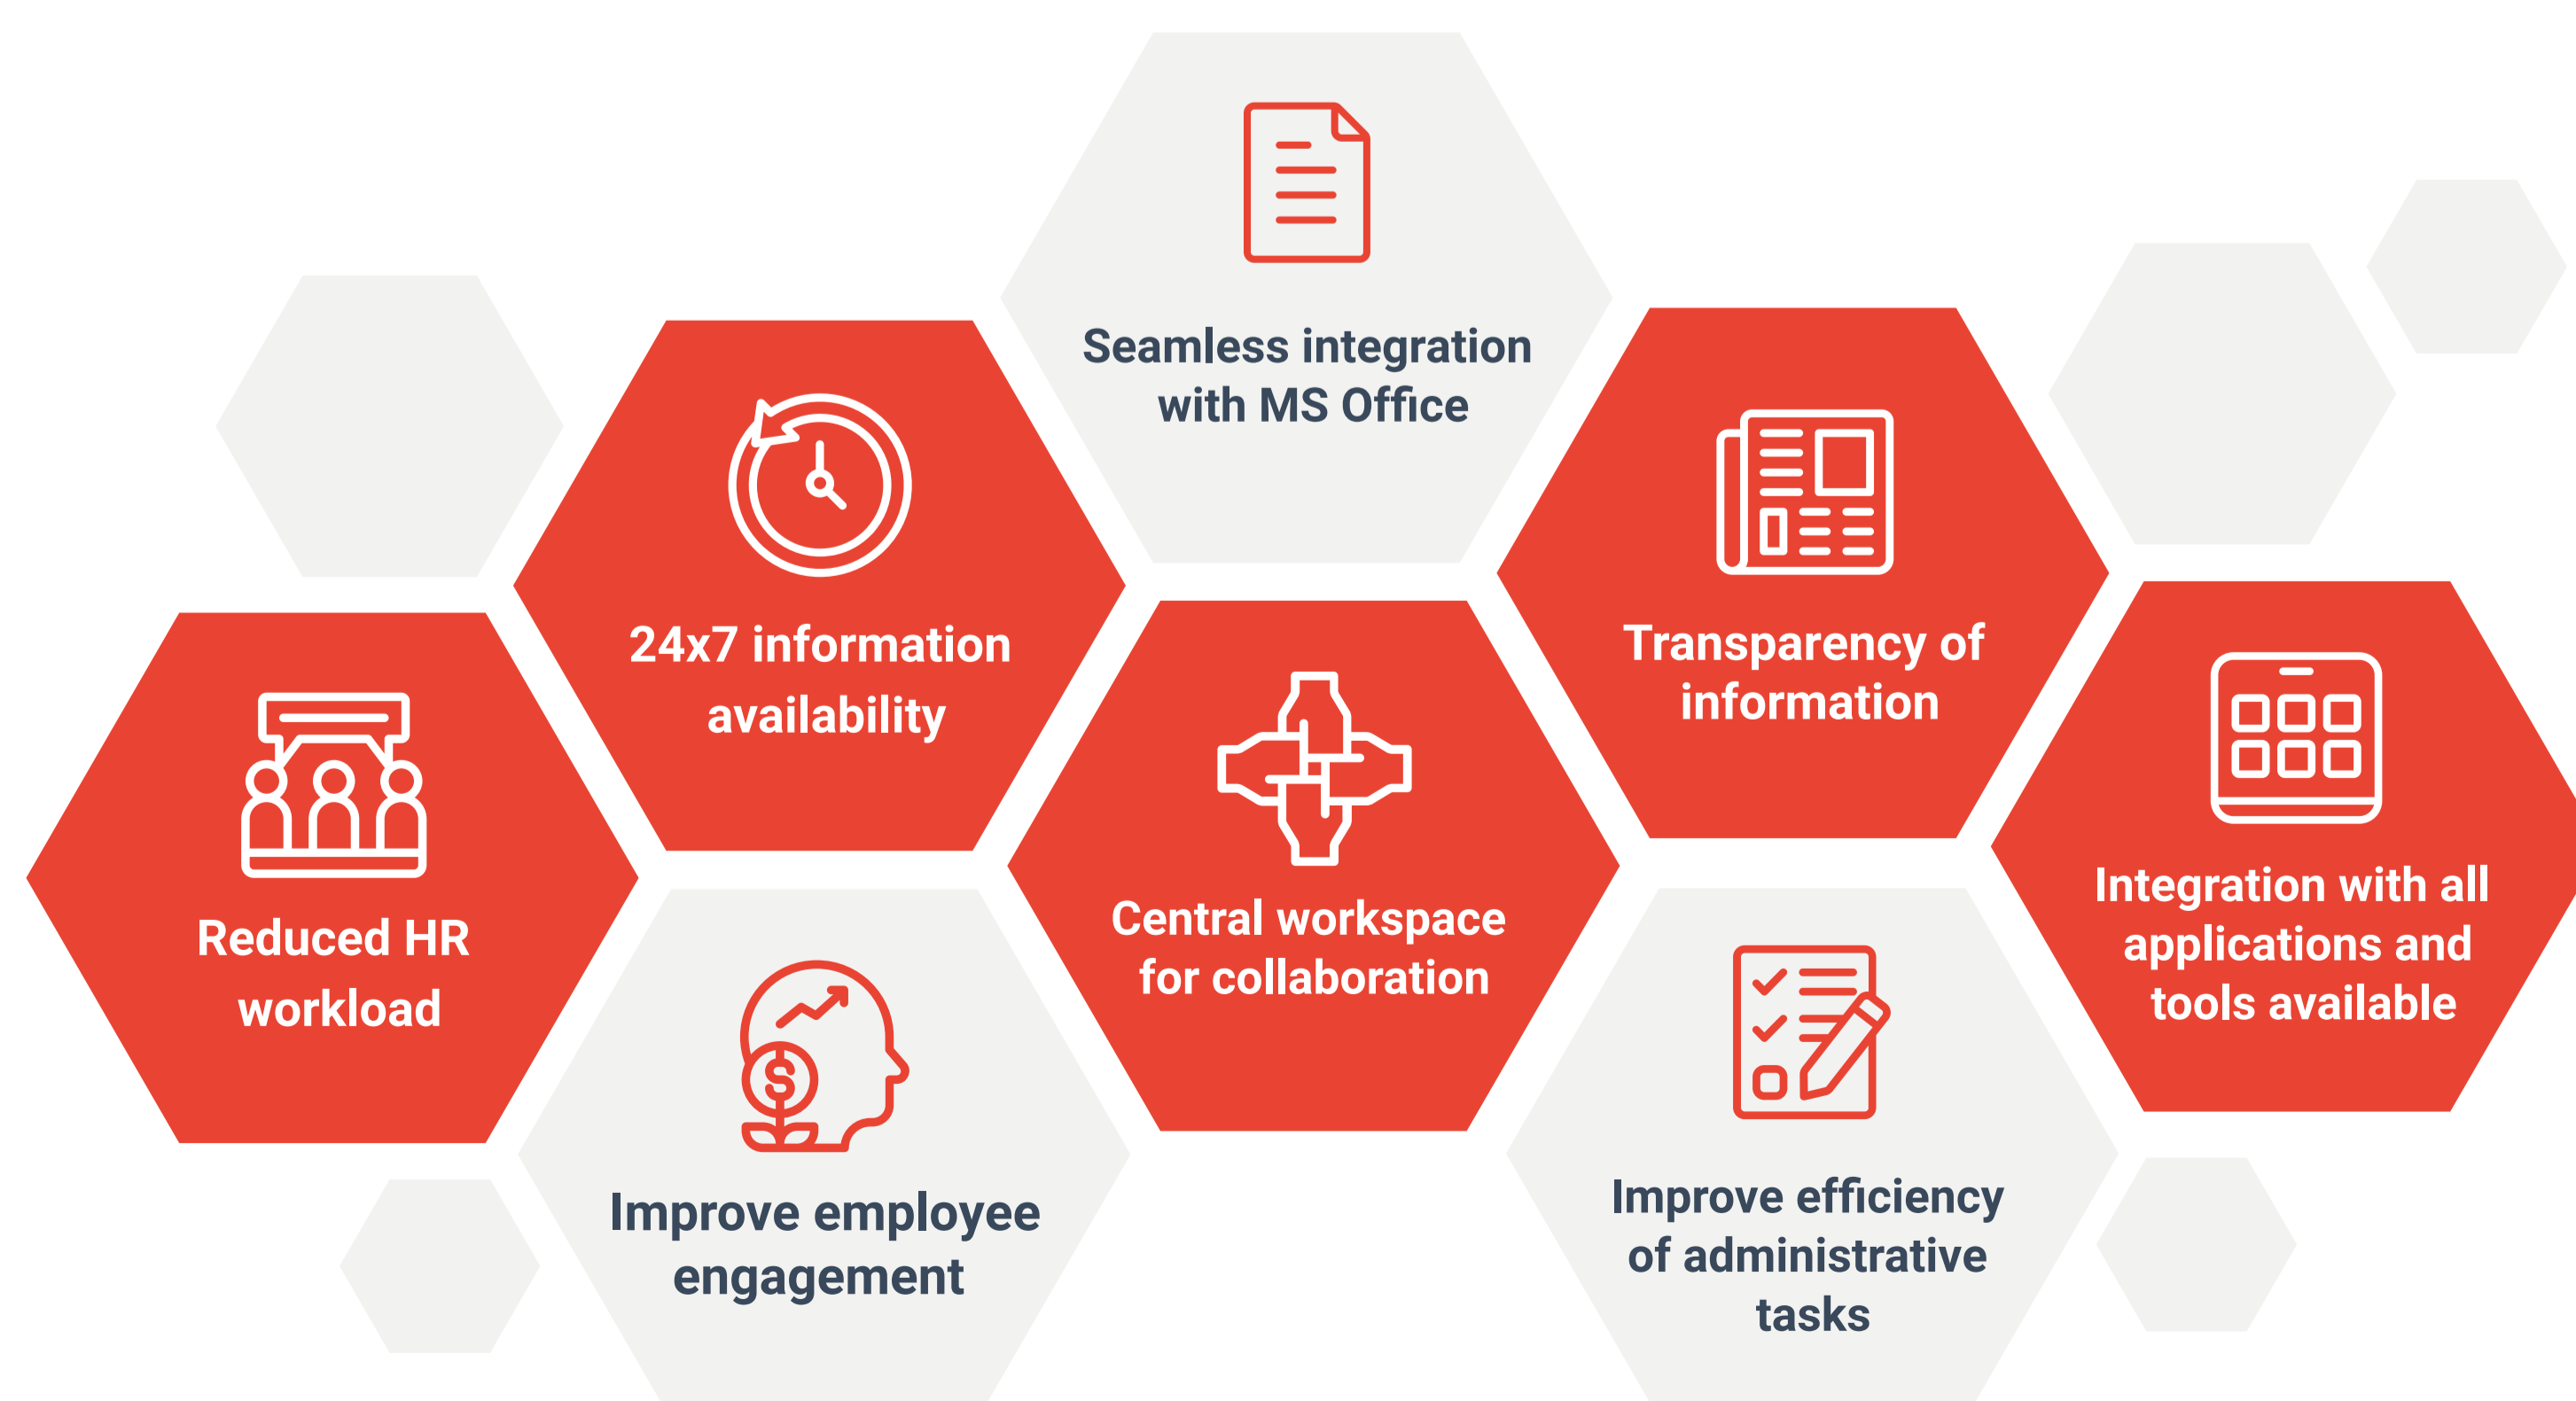 Seamless integration
with MS Office
24x7 information
availability
Transparency of
information
Reduced HR
workload
Central workspace
for collaboration
Integration with all
applications and
tools available
Improve employee
engagement
Improve efficiency
of administrative
tasks